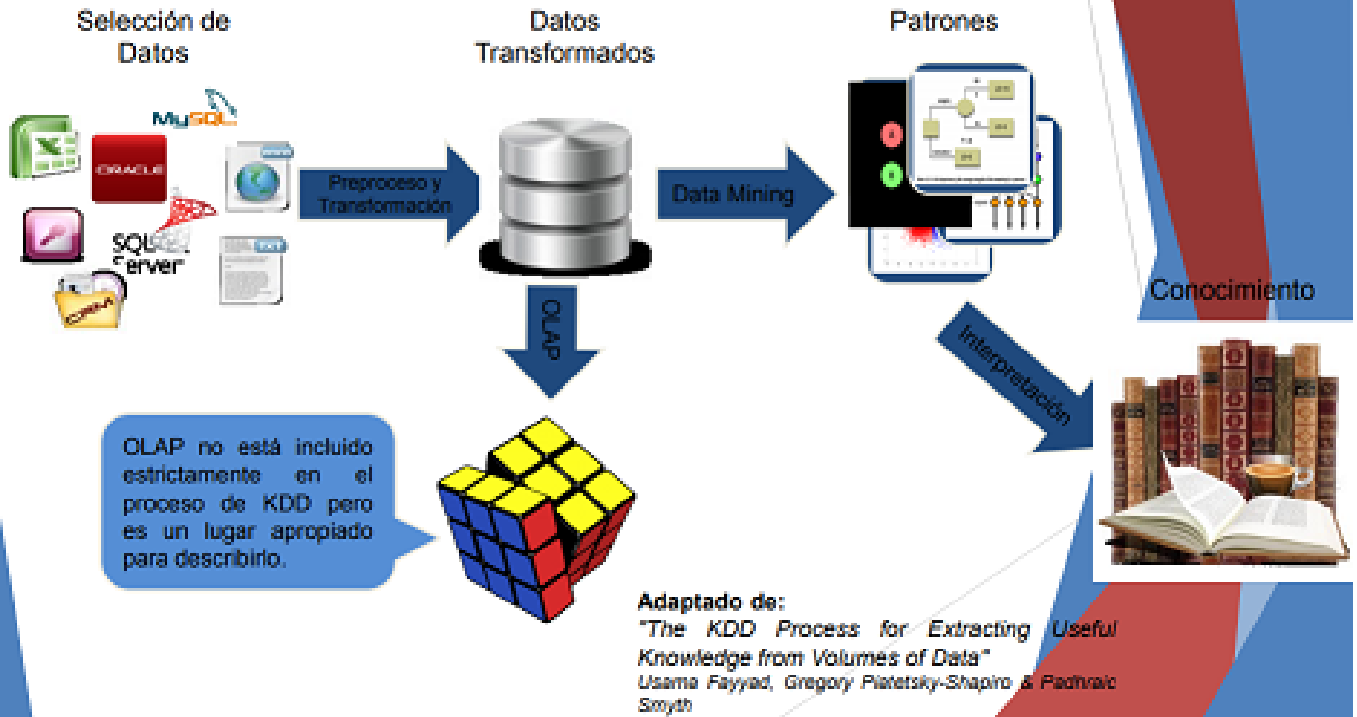 Selección de
Datos
Datos
Transformados
Patrones
MySQL
ORACLE
SQL
Server
TXT
CRM
Preproceso y
Transformación
Data Mining
OLAP
Interpretación
Conocimiento
OLAP no está incluido
estrictamente en el
proceso de KDD pero
es un lugar apropiado
para describirlo.
Adaptado de:
"The KDD Process for Extracting Useful
Knowledge from Volumes of Data"
Usama Fayyad, Gregory Piatetsky-Shapiro & Padhraic
Smyth